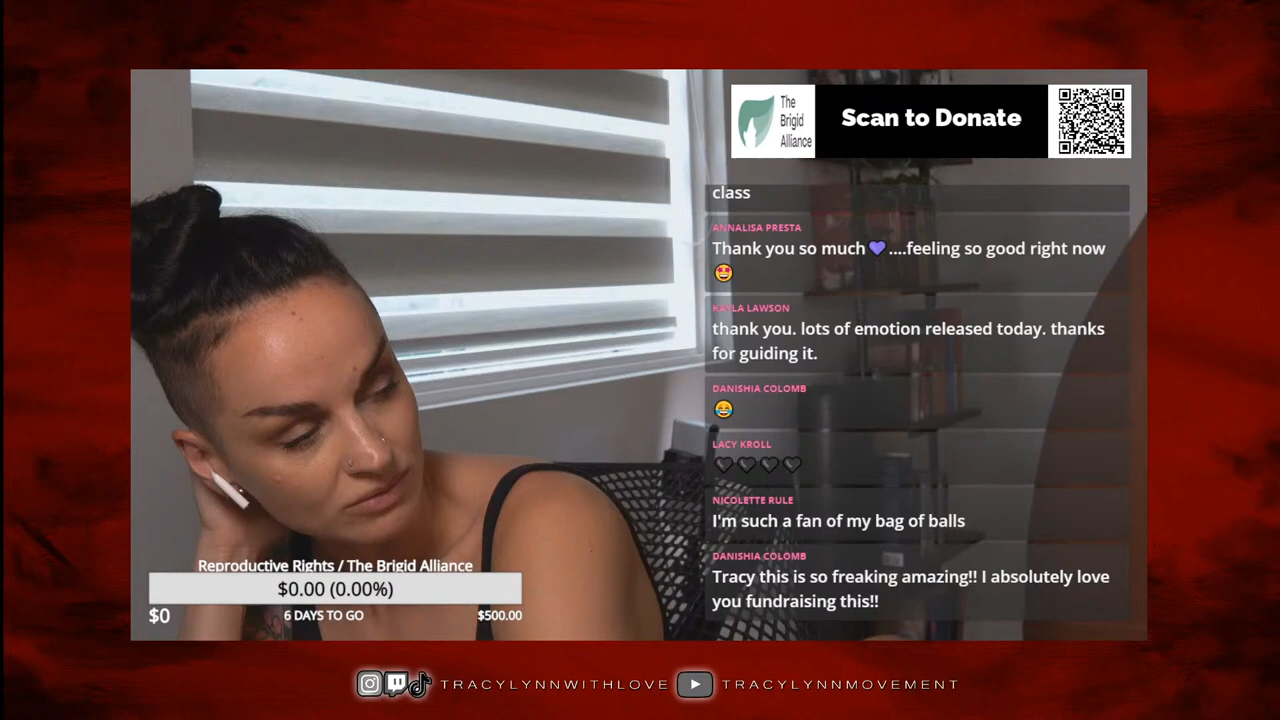 The
Brigid
Alliance
Scan to Donate
class
ANNALISA PRESTA
Thank you so much💜....feeling so good right now
🤩
KAYLA LAWSON
thank you. lots of emotion released today. thanks
for guiding it.
DANISHIA COLOMB
😂
LACY KROLL
🖤🖤🖤🖤
NICOLETTE RULE
I'm such a fan of my bag of balls
DANISHIA COLOMB
Tracy this is so freaking amazing!! I absolutely love
you fundraising this!!
Reproductive Rights / The Brigid Alliance
$0.00 (0.00%)
$0 6 DAYS TO GO $500.00
TRACYLYNNWITHLOVE TRACYLYNNMOVEMENT